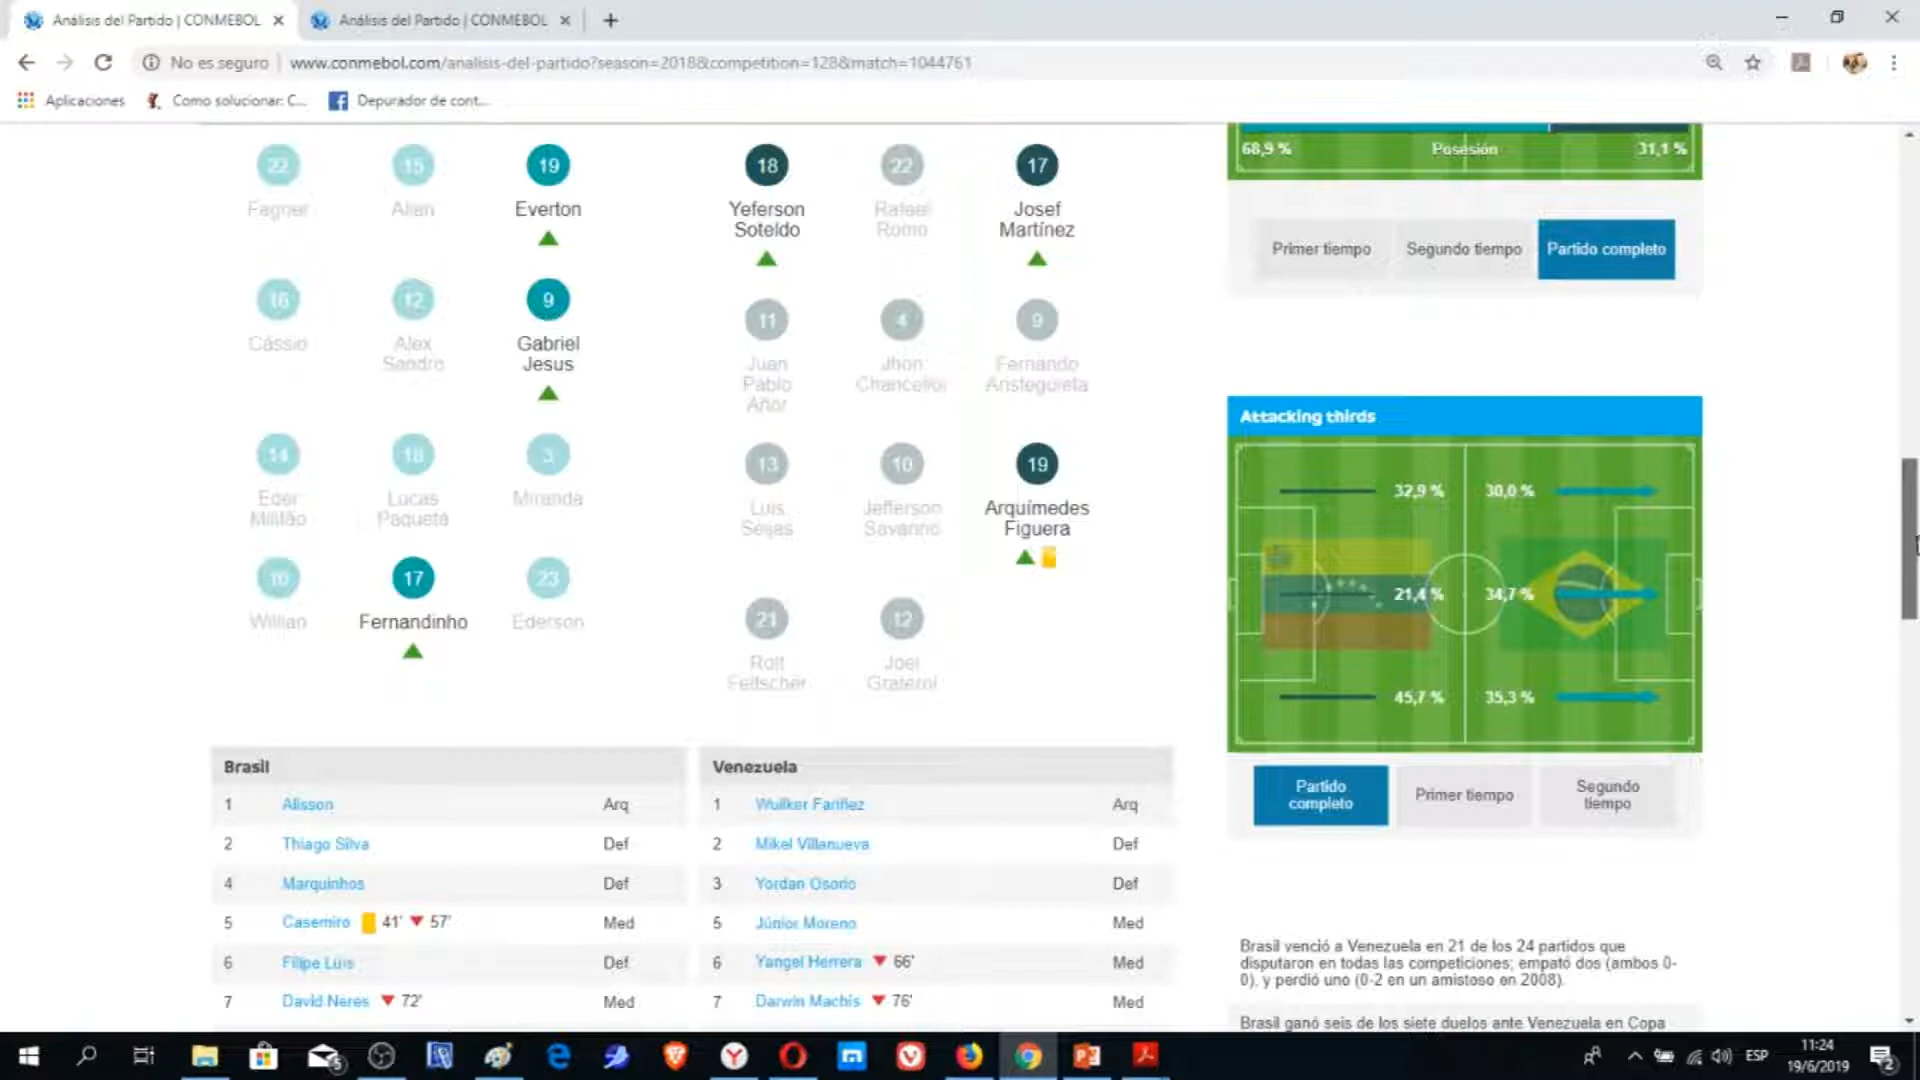 Análisis del Partido | CONMEBOL
Análisis del Partido | CONMEBOL
No es seguro
www.conmebol.com/analisis-del-partido?season=2018&competition=128&match=1044761
Aplicaciones
Como solucionar: C...
Depurador de cont...
22
15
19
18
22
17
Fagner
Allan
Everton
Yeferson
Soteldo
Rafael
Romo
Josef
Martínez
16
12
9
11
4
9
Cássio
Alex
Sandro
Gabriel
Jesus
Juan
Pablo
Añor
Jhon
Chancellor
Fernando
Aristeguieta
14
18
3
13
10
19
Eder
Militão
Lucas
Paquetá
Miranda
Luis
Seijas
Jefferson
Savarino
Arquímedes
Figuera
10
17
23
21
12
Willian
Fernandinho
Ederson
Rolf
Feltscher
Joel
Graterol
68,9 %
Posesión
31,1 %
Primer tiempo
Segundo tiempo
Partido completo
Attacking thirds
32,9 %
30,0 %
21,4 %
34,7 %
45,7 %
35,3 %
Partido
completo
Primer tiempo
Segundo
tiempo
Brasil
1 Alisson Arq
2 Thiago Silva Def
4 Marquinhos Def
5 Casemiro 41' 57' Med
6 Filipe Luis Def
7 David Neres 72' Med
Venezuela
1 Wuilker Fariñez Arq
2 Mikel Villanueva Def
3 Yordan Osorio Def
5 Júnior Moreno Med
6 Yangel Herrera 66' Med
7 Darwin Machís 76' Med
Brasil venció a Venezuela en 21 de los 24 partidos que
disputaron en todas las competiciones; empató dos (ambos 0-
0), y perdió uno (0-2 en un amistoso en 2008).
Brasil ganó seis de los siete duelos ante Venezuela en Copa
5
ESP
11:24
19/6/2019
2